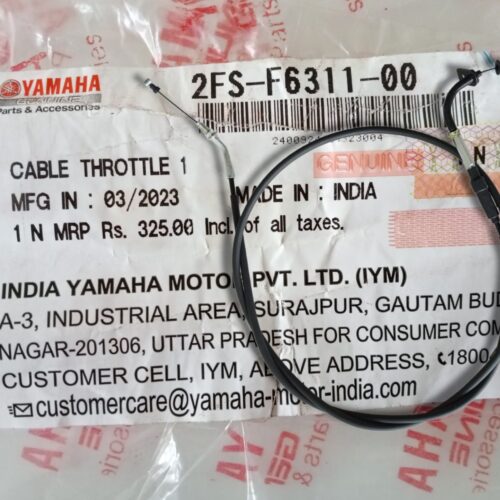 YAMAHA
GENUINE
Parts & Accessories
2FS-F6311-00
CABLE THROTTLE 1
GENUINE
N
MFG IN : 03/2023
MADE IN : INDIA
1 N MRP Rs. 325.00 Incl. of all taxes.
INDIA YAMAHA MOTOR PVT. LTD. (IYM)
A-3, INDUSTRIAL AREA, SURAJPUR, GAUTAM BUD
NAGAR-201306, UTTAR PRADESH FOR CONSUMER COM
CUSTOMER CELL, IYM, ABOVE ADDRESS, 1800
customercare@yamaha-motor-india.com